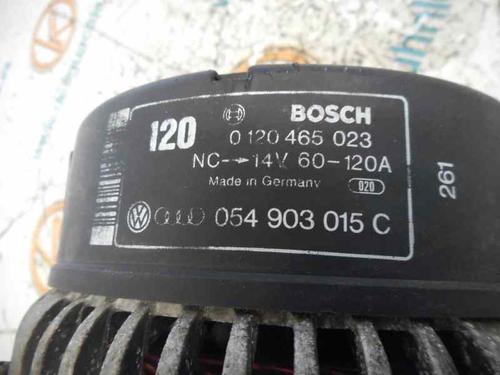 BOSCH
120 0 120 465 023
NC-→14V 60-120A
Made in Germany 020
054 903 015 C
261